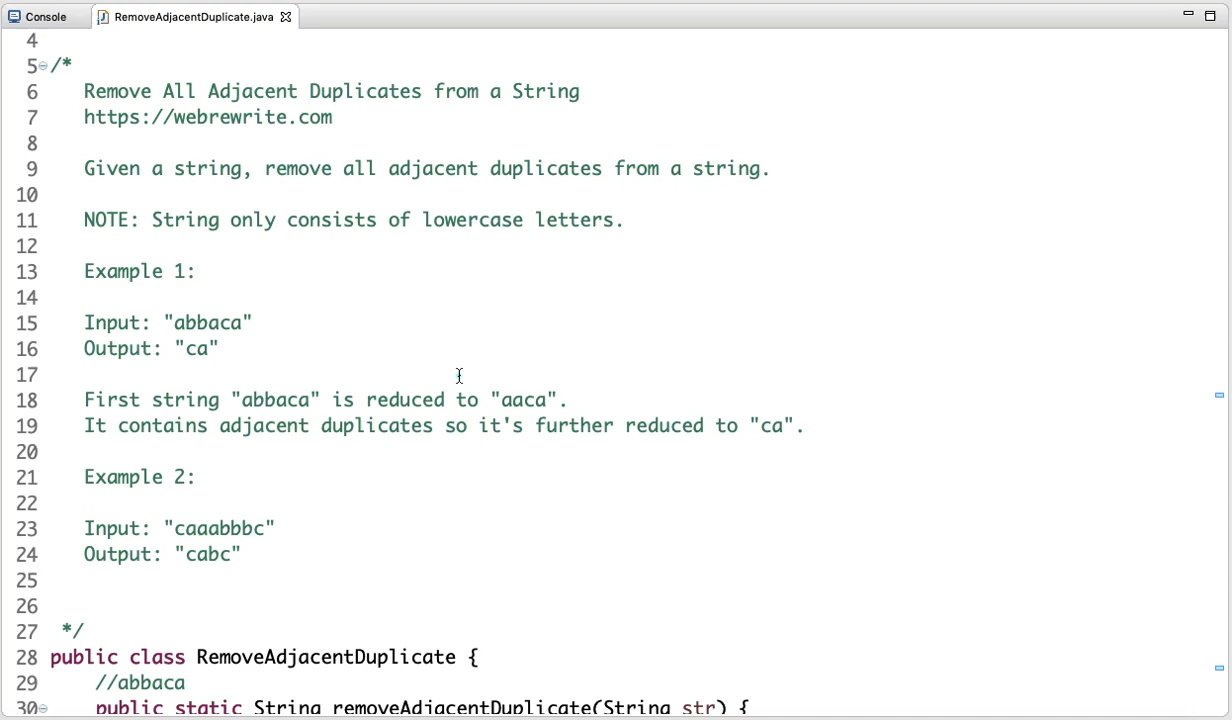 Console
RemoveAdjacentDuplicate.java
4
5 /*
6 Remove All Adjacent Duplicates from a String
7 https://webrewrite.com
8
9 Given a string, remove all adjacent duplicates from a string.
10
11 NOTE: String only consists of lowercase letters.
12
13 Example 1:
14
15 Input: "abbaca"
16 Output: "ca"
17
18 First string "abbaca" is reduced to "aaca".
19 It contains adjacent duplicates so it's further reduced to "ca".
20
21 Example 2:
22
23 Input: "caaabbbc"
24 Output: "cabc"
25
26
27 */
28 public class RemoveAdjacentDuplicate {
29 //abbaca
30 public static String removeAdjacentDuplicate(String str) {